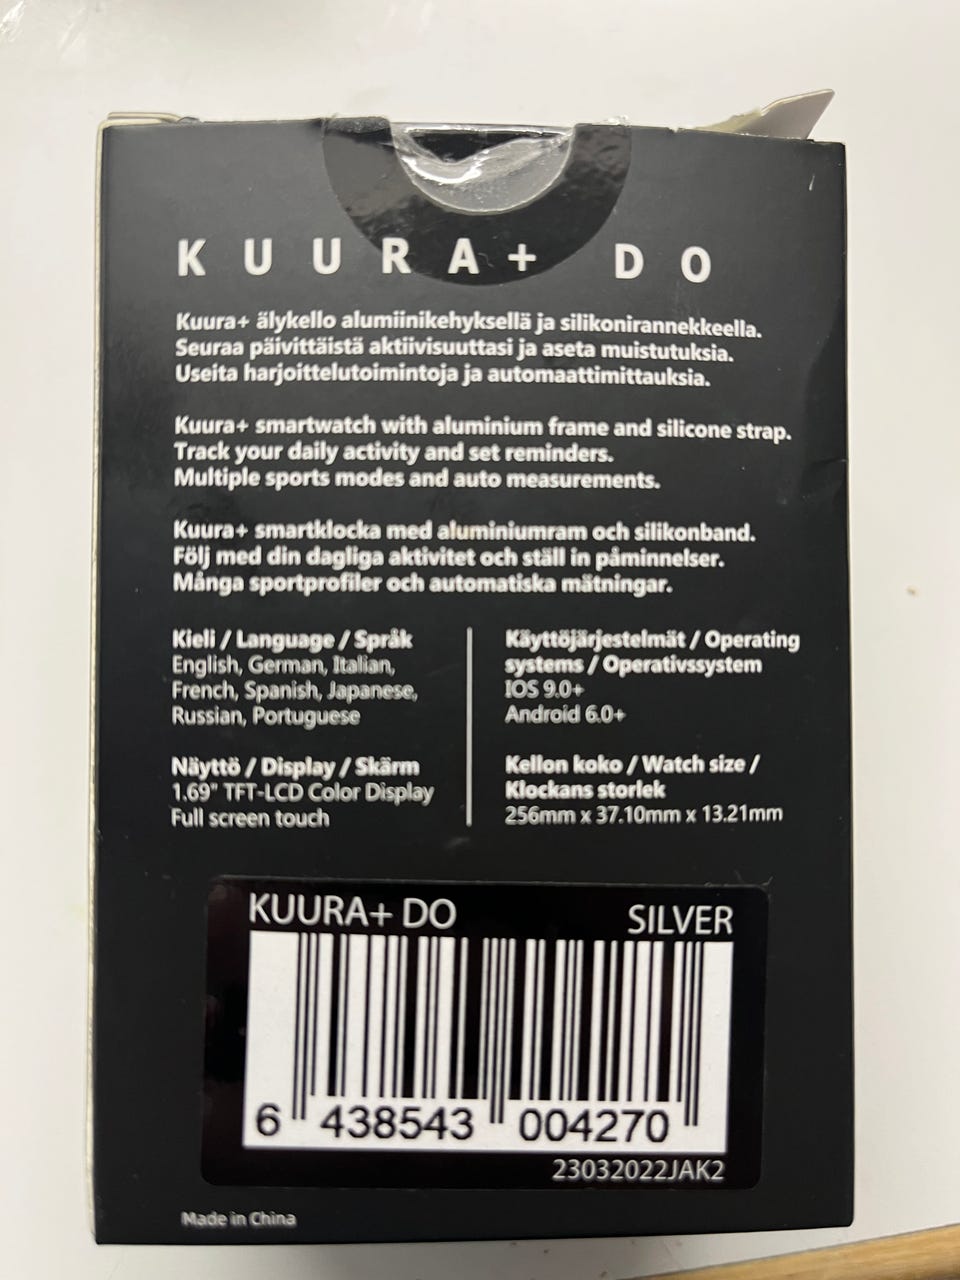 KUURA+ DO
Kuura+ älykello alumiinikehyksellä ja silikonirannekkeella.
Seuraa päivittäistä aktiivisuuttasi ja aseta muistutuksia.
Useita harjoittelutoimintoja ja automaattimittauksia.
Kuura+ smartwatch with aluminium frame and silicone strap.
Track your daily activity and set reminders.
Multiple sports modes and auto measurements.
Kuura+ smartklocka med aluminiumram och silikonband.
Följ med din dagliga aktivitet och ställ in påminnelser.
Många sportprofiler och automatiska mätningar.
Kieli / Language / Språk
English, German, Italian,
French, Spanish, Japanese,
Russian, Portuguese
Näyttö / Display / Skärm
1.69" TFT-LCD Color Display
Full screen touch
Käyttöjärjestelmät / Operating
systems / Operativssystem
IOS 9.0+
Android 6.0+
Kellon koko / Watch size /
Klockans storlek
256mm x 37.10mm x 13.21mm
KUURA+ DO SILVER
6 438543 004270
23032022JAK2
Made in China